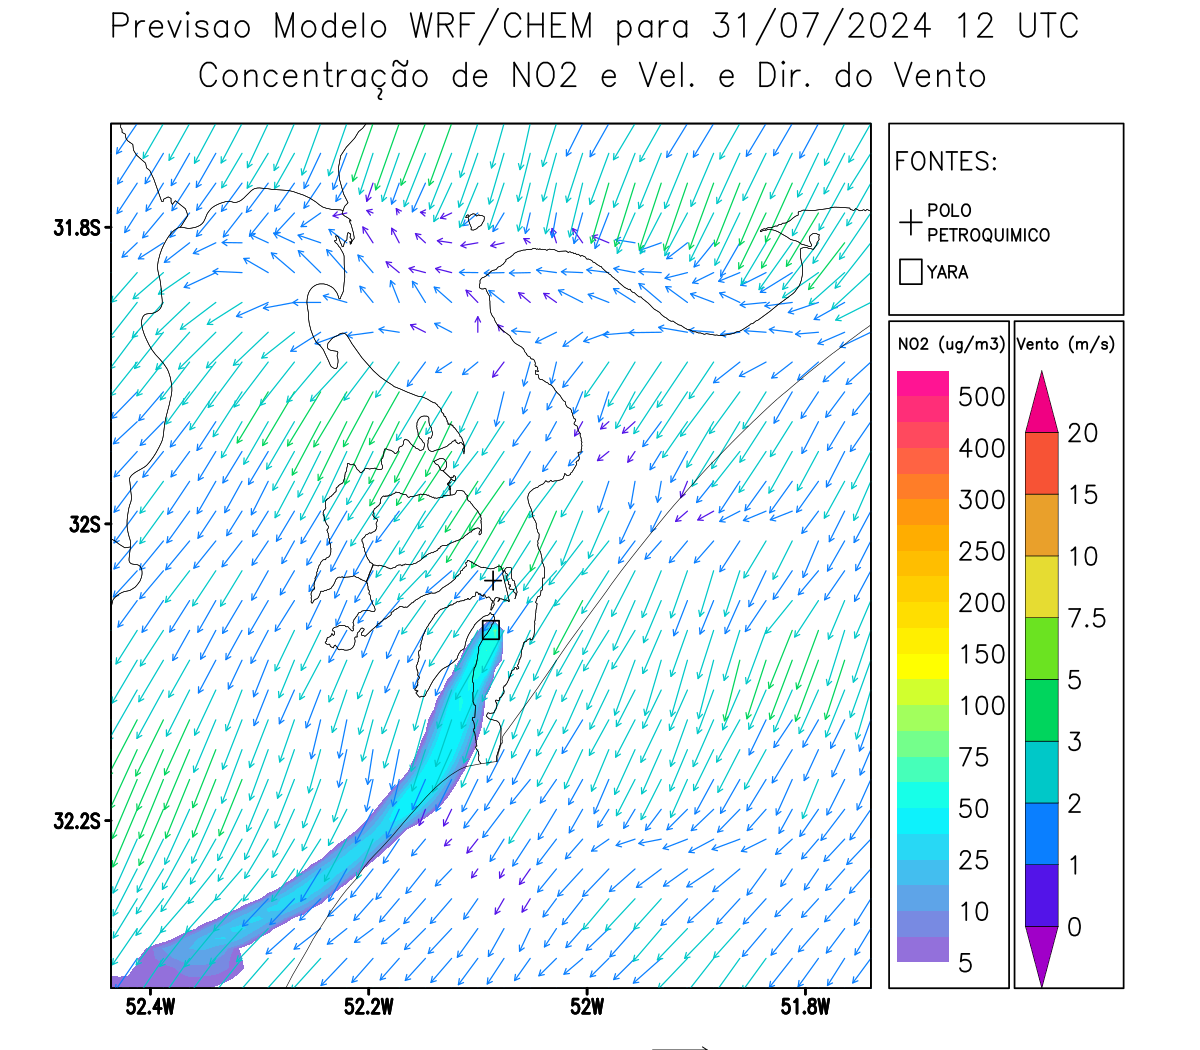 Previsao Modelo WRF/CHEM para 31/07/2024 12 UTC
Concentração de NO2 e Vel. e Dir. do Vento
FONTES:
POLO
PETROQUIMICO
YARA
NO2 (ug/m3)
500
400
300
250
200
150
100
75
50
25
10
5
Vento (m/s)
20
15
10
7.5
5
3
2
1
0
31.8S
32S
32.2S
52.4W
52.2W
52W
51.8W